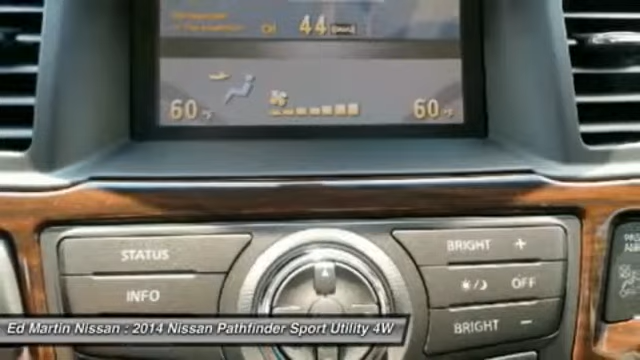 44
60°F 60°F
STATUS BRIGHT +
INFO OFF
BRIGHT –
Ed Martin Nissan : 2014 Nissan Pathfinder Sport Utility 4W